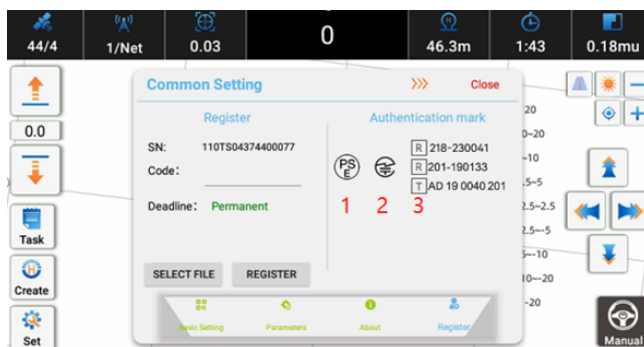 44/4
1/Net
0.03
0
46.3m
1:43
0.18mu
0.0
Task
Create
Set
Common Setting
Close
Register
SN: 110TS04374400077
Code:
Deadline: Permanent
SELECT FILE
REGISTER
Authentication mark
PS
E
R 218-230041
R 201-190133
T AD 19 0040 201
1 2 3
Basic Setting
Parameters
About
Register
20
0~20
~10
.5~5
2.5~2.5
2.5~-5
5~-10
10~-20
-20
Manual